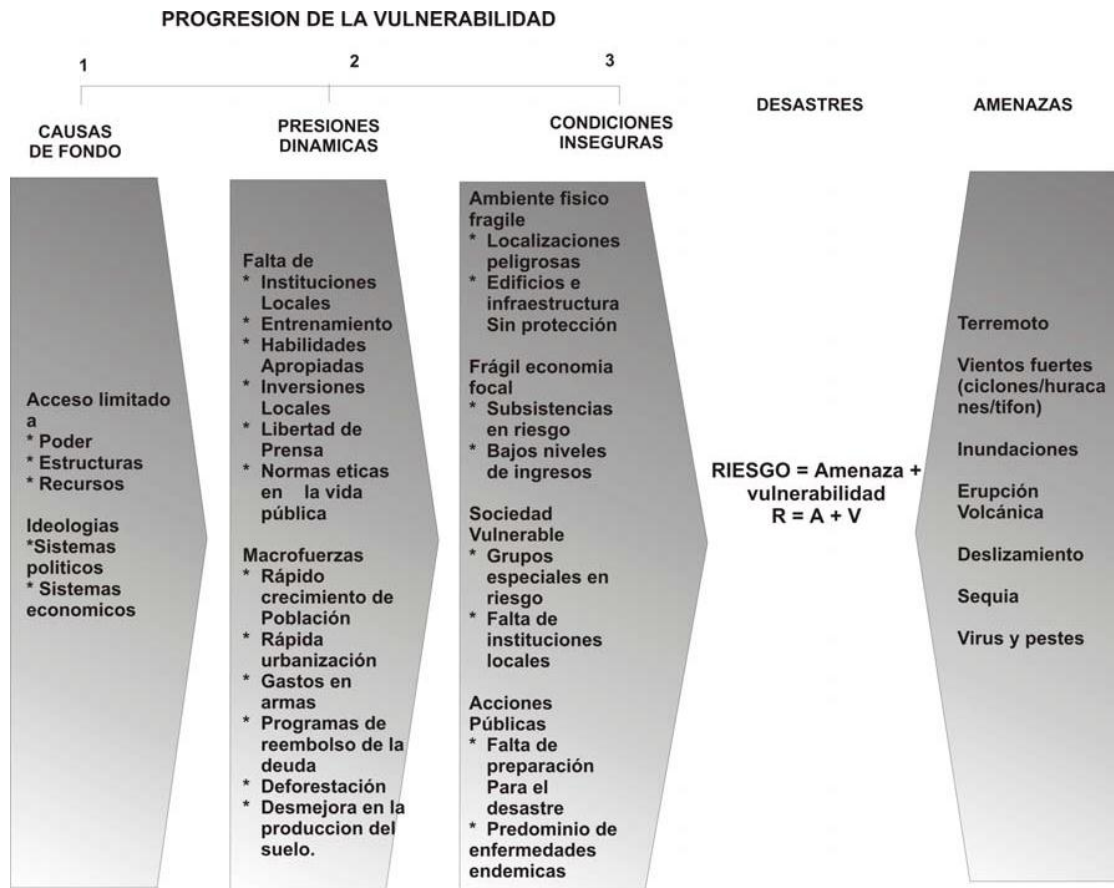 PROGRESION DE LA VULNERABILIDAD
1
2
3
CAUSAS
DE FONDO
PRESIONES
DINAMICAS
CONDICIONES
INSEGURAS
DESASTRES
AMENAZAS
Acceso limitado
a
* Poder
* Estructuras
* Recursos
Ideologias
*Sistemas
politicos
* Sistemas
economicos
Falta de
* Instituciones
Locales
* Entrenamiento
* Habilidades
Apropiadas
* Inversiones
Locales
* Libertad de
Prensa
* Normas eticas
en la vida
pública
Macrofuerzas
* Rápido
crecimiento de
Población
* Rápida
urbanización
* Gastos en
armas
* Programas de
reembolso de la
deuda
* Deforestación
* Desmejora en la
produccion del
suelo.
Ambiente fisico
fragile
* Localizaciones
peligrosas
* Edificios e
infraestructura
Sin protección
Frágil economia
focal
* Subsistencias
en riesgo
* Bajos niveles
de ingresos
Sociedad
Vulnerable
* Grupos
especiales en
riesgo
* Falta de
instituciones
locales
Acciones
Públicas
* Falta de
preparación
Para el
desastre
* Predominio de
enfermedades
endemicas
RIESGO = Amenaza +
vulnerabilidad
R = A + V
Terremoto
Vientos fuertes
(ciclones/huraca
nes/tifon)
Inundaciones
Erupción
Volcánica
Deslizamiento
Sequia
Virus y pestes